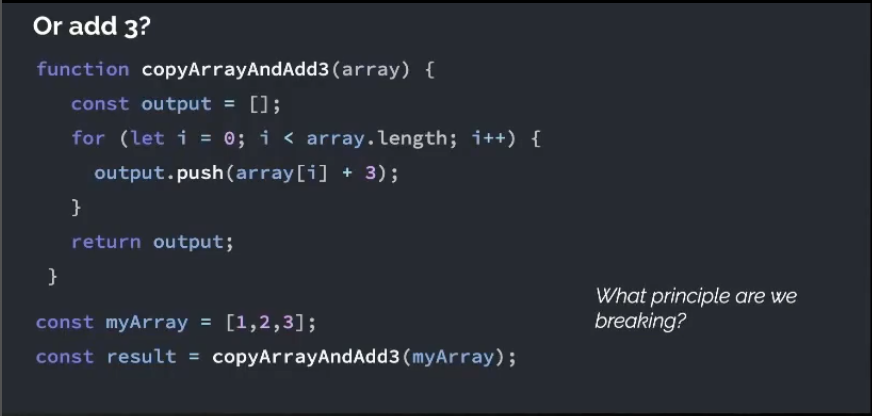 Or add 3?
function copyArrayAndAdd3(array) {
const output = [];
for (let i = 0; i < array.length; i++) {
output.push(array[i] + 3);
}
return output;
}
const myArray = [1,2,3];
const result = copyArrayAndAdd3(myArray);
What principle are we
breaking?